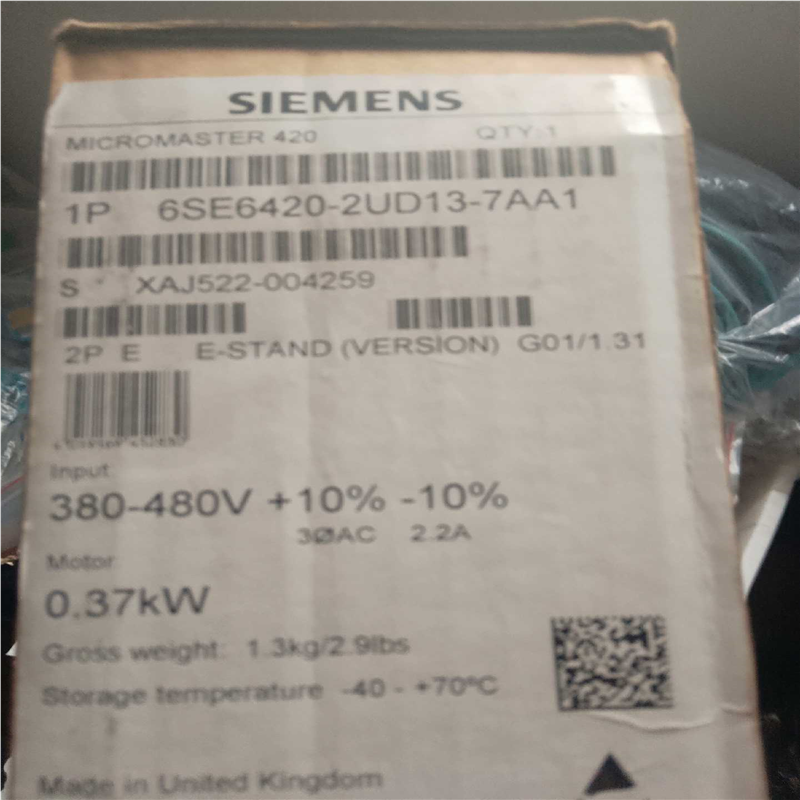 SIEMENS
MICROMASTER 420 QTY:1
1P 6SE6420-2UD13-7AA1
S XAJ522-004259
2P E E-STAND (VERSION) G01/1.31
Input
380-480V +10% -10%
3ØAC 2.2A
Motor
0.37kW
Gross weight: 1.3kg/2.9lbs
Storage temperature -40 - +70°C
Made in United Kingdom